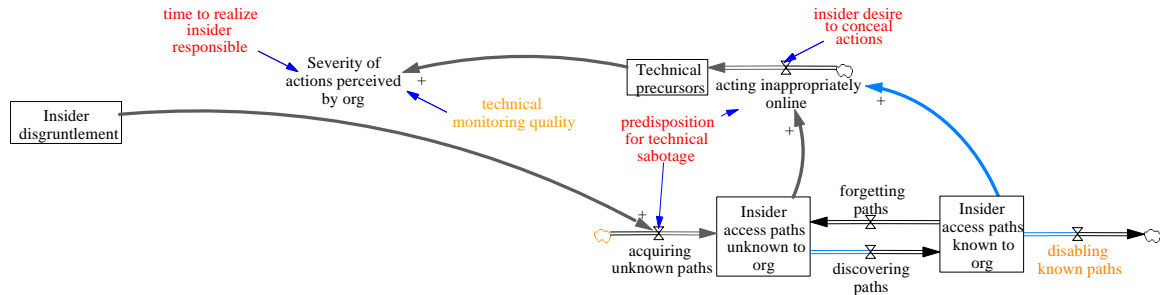 time to realize
insider
responsible
insider desire
to conceal
actions
Severity of
actions perceived
by org
+
Technical
precursors
acting inappropriately
online
+
technical
monitoring quality
Insider
disgruntlement
predisposition
for technical
sabotage
+
+
acquiring
unknown paths
Insider
access paths
unknown to
org
forgetting
paths
discovering
paths
Insider
access paths
known to
org
disabling
known paths